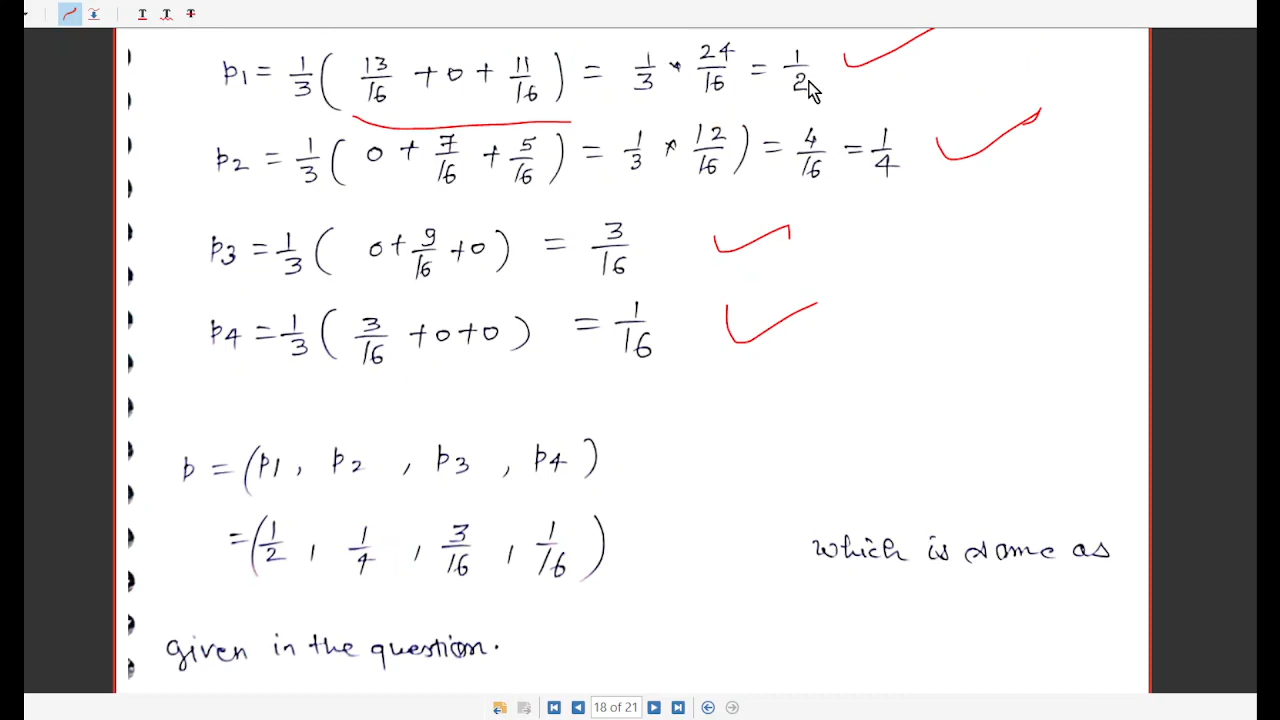 T T T
p1 = 1/3 ( 13/16 + 0 + 11/16 ) = 1/3 * 24/16 = 1/2
p2 = 1/3 ( 0 + 7/16 + 5/16 ) = 1/3 * 12/16 ) = 4/16 = 1/4
p3 = 1/3 ( 0 + 9/16 + 0 ) = 3/16
p4 = 1/3 ( 3/16 + 0 + 0 ) = 1/16
p = (p1, p2, p3, p4)
= (1/2, 1/4, 3/16, 1/16) which is same as
given in the question.
18 of 21